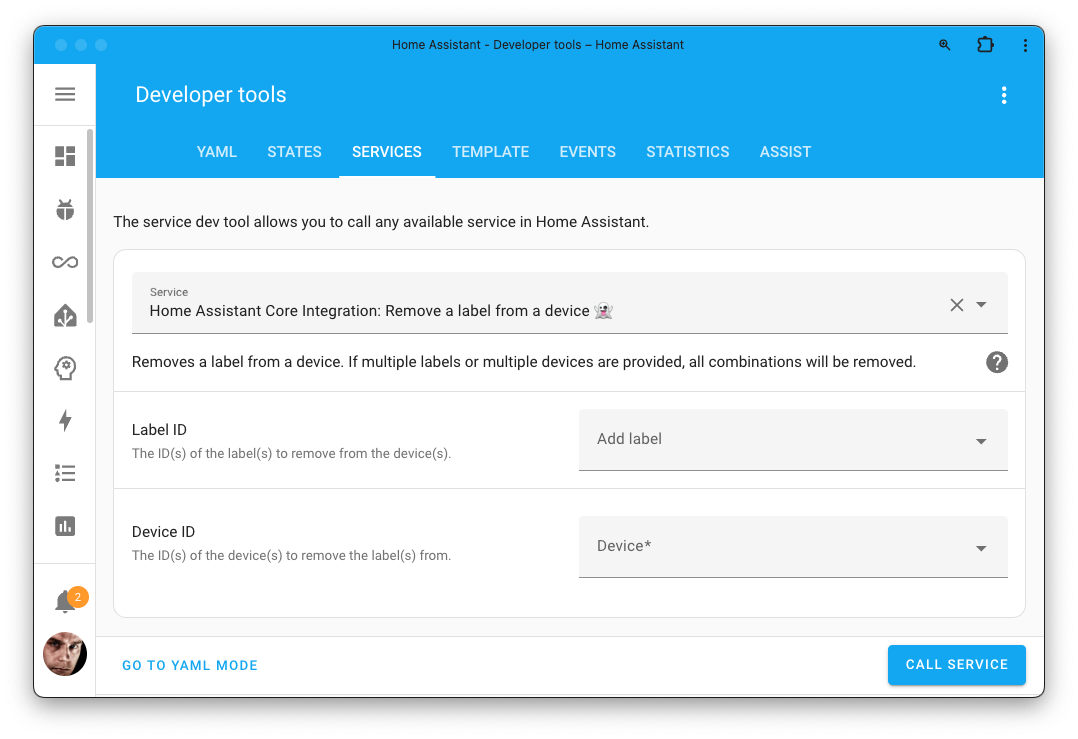 Home Assistant - Developer tools – Home Assistant
Developer tools
YAML STATES SERVICES TEMPLATE EVENTS STATISTICS ASSIST
The service dev tool allows you to call any available service in Home Assistant.
Service
Home Assistant Core Integration: Remove a label from a device 👻
Removes a label from a device. If multiple labels or multiple devices are provided, all combinations will be removed.
Label ID
The ID(s) of the label(s) to remove from the device(s).
Add label
Device ID
The ID(s) of the device(s) to remove the label(s) from.
Device*
2
GO TO YAML MODE
CALL SERVICE